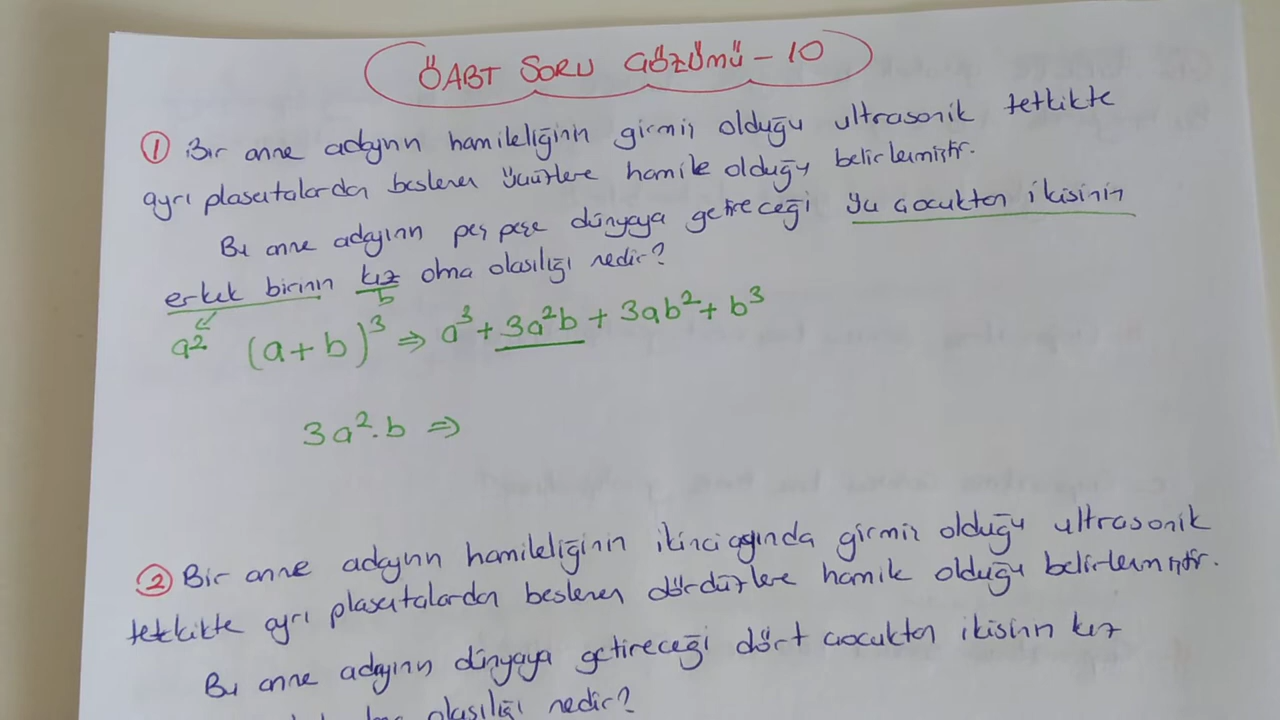 ÖABT SORU ÇÖZÜMÜ - 10
① Bir anne adayının hamileliğinin girmiş olduğu ultrasonik tetkikte
ayrı plasentalardan beslenen üçüzlere hamile olduğu belirlenmiştir.
Bu anne adayının peş peşe dünyaya getireceği üç çocuktan ikisinin
erkek birinin kız olma olasılığı nedir?
b
a² (a+b)³ ⇒ a³ + 3a²b + 3ab² + b³
3a².b ⇒
② Bir anne adayının hamileliğinin ikinci ayında girmiş olduğu ultrasonik
tetkikte ayrı plasentalardan beslenen dördüzlere hamile olduğu belirlenmiştir.
Bu anne adayının dünyaya getireceği dört çocuktan ikisinin kız
olasılığı nedir?